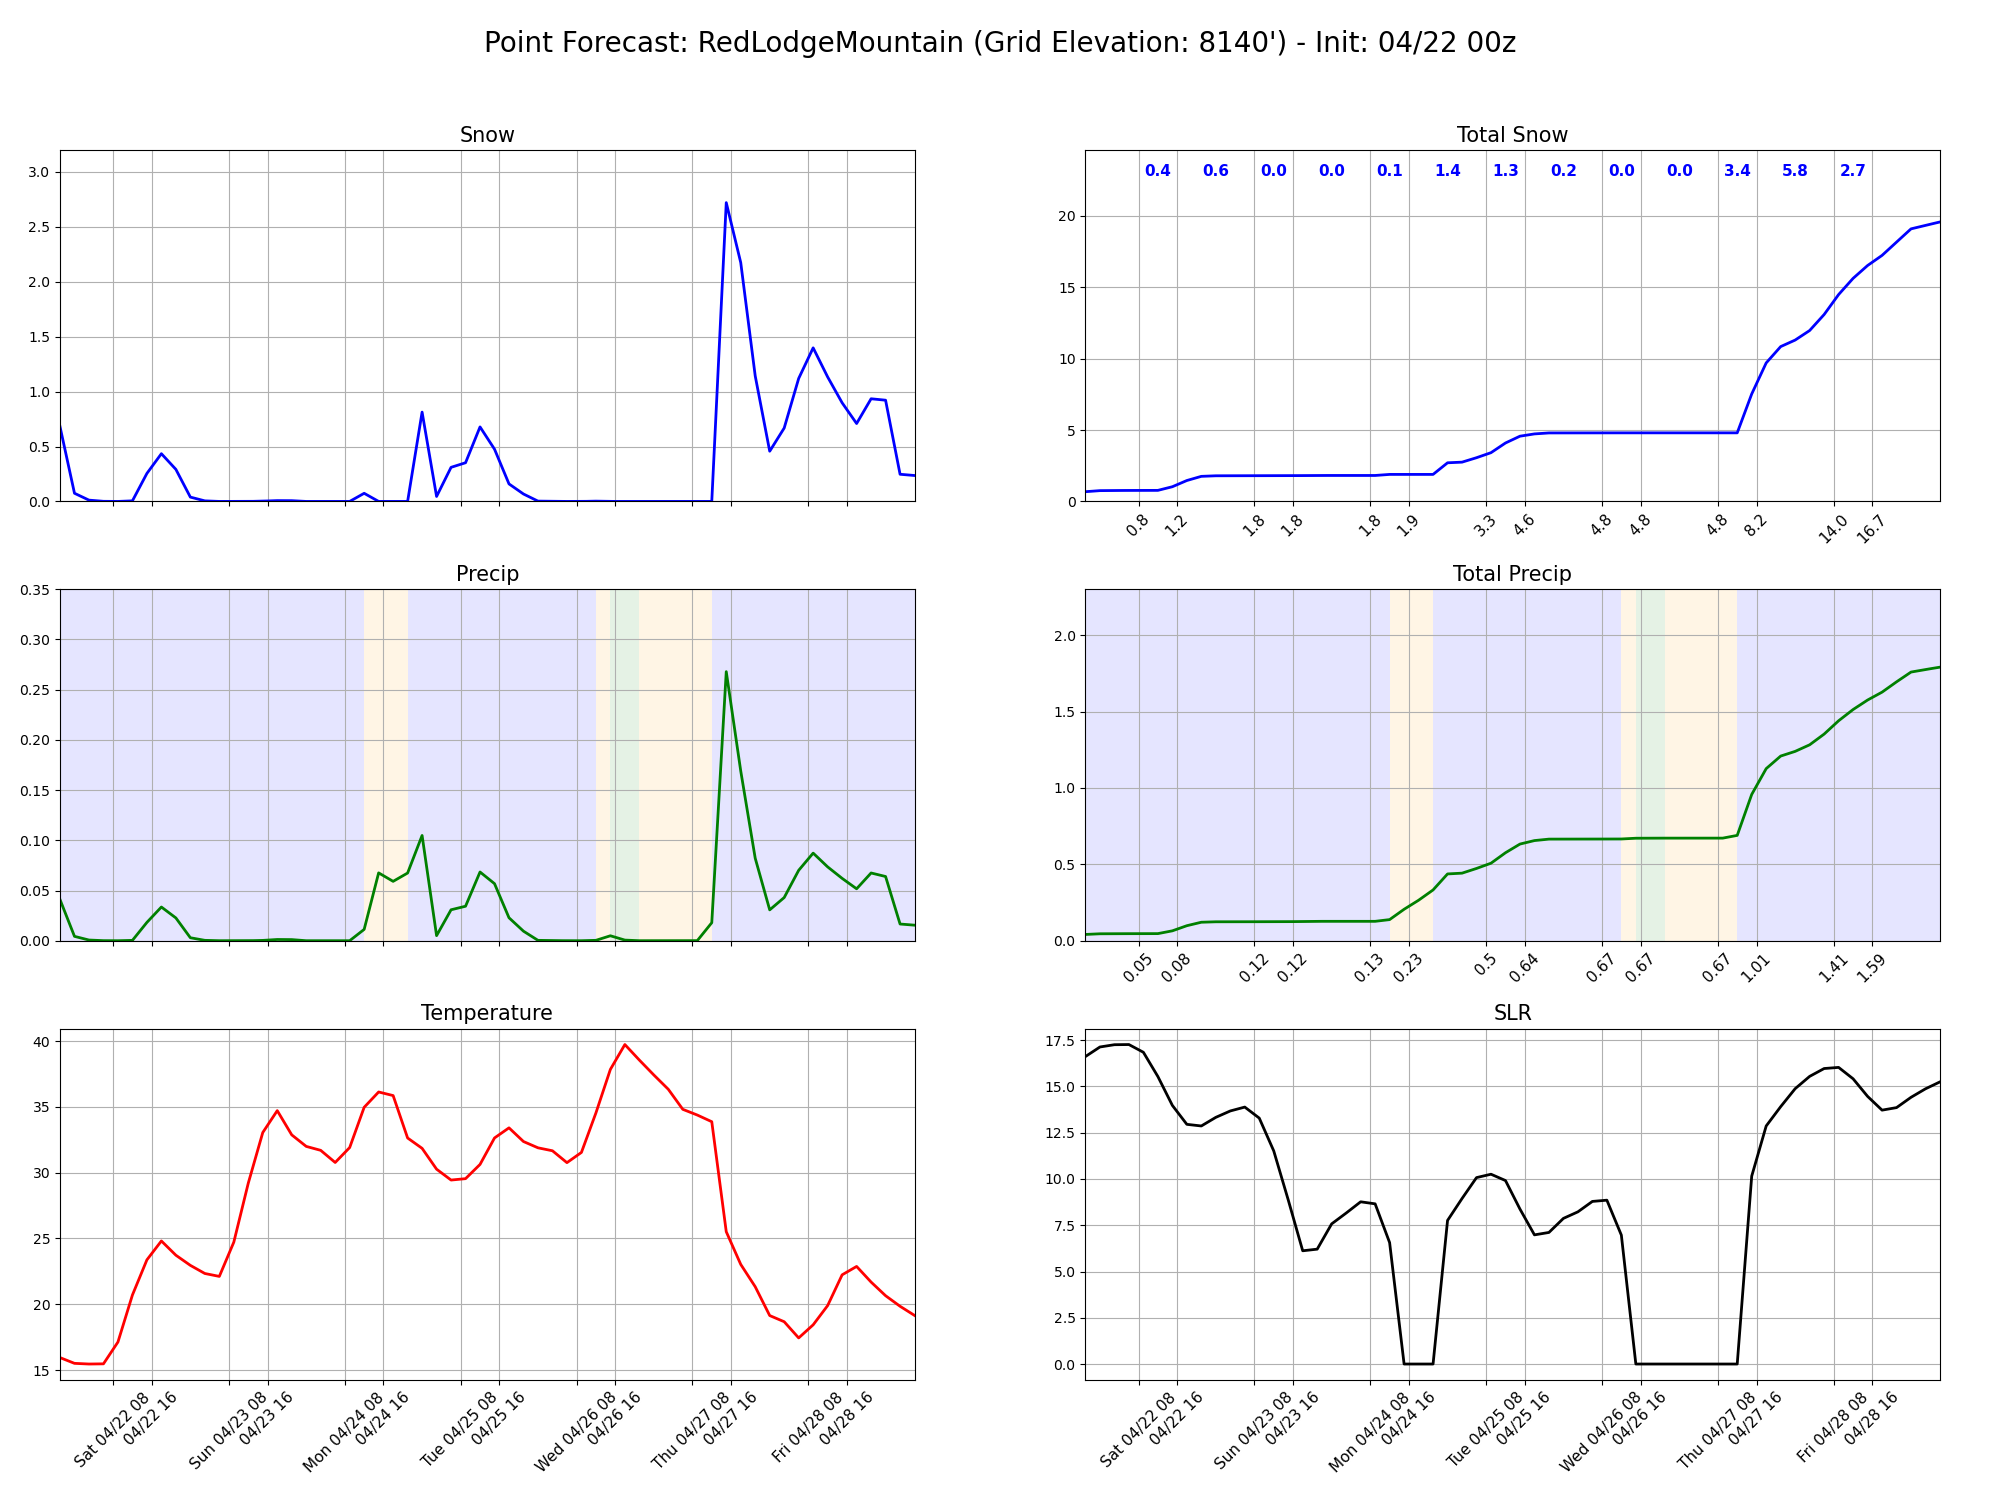 Point Forecast: RedLodgeMountain (Grid Elevation: 8140') - Init: 04/22 00z
Snow
3.0
2.5
2.0
1.5
1.0
0.5
0.0
Total Snow
0.4 0.6 0.0 0.0 0.1 1.4 1.3 0.2 0.0 0.0 3.4 5.8 2.7
20
15
10
5
0
0.8 1.2 1.8 1.8 1.8 1.9 3.3 4.6 4.8 4.8 4.8 8.2 14.0 16.7
Precip
0.35
0.30
0.25
0.20
0.15
0.10
0.05
0.00
Total Precip
2.0
1.5
1.0
0.5
0.0
0.05 0.08 0.12 0.12 0.13 0.23 0.5 0.64 0.67 0.67 0.67 1.01 1.41 1.59
Temperature
40
35
30
25
20
15
Sat 04/22 08
04/22 16
Sun 04/23 08
04/23 16
Mon 04/24 08
04/24 16
Tue 04/25 08
04/25 16
Wed 04/26 08
04/26 16
Thu 04/27 08
04/27 16
Fri 04/28 08
04/28 16
SLR
17.5
15.0
12.5
10.0
7.5
5.0
2.5
0.0
Sat 04/22 08
04/22 16
Sun 04/23 08
04/23 16
Mon 04/24 08
04/24 16
Tue 04/25 08
04/25 16
Wed 04/26 08
04/26 16
Thu 04/27 08
04/27 16
Fri 04/28 08
04/28 16